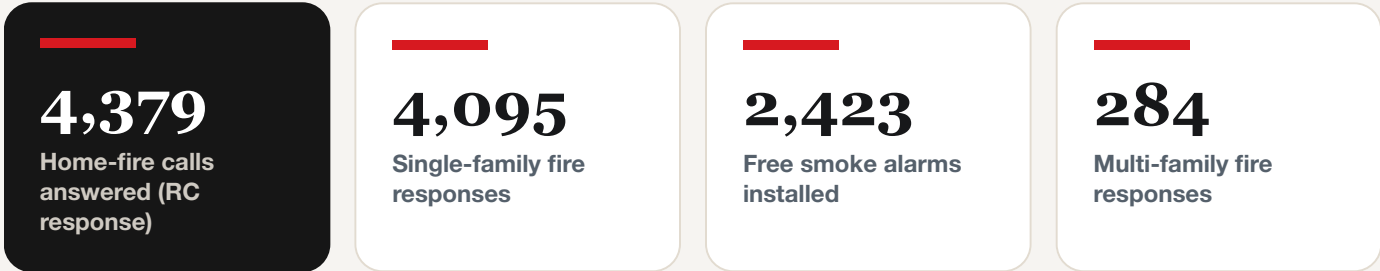 4,379
Home-fire calls
answered (RC
response)
4,095
Single-family fire
responses
2,423
Free smoke alarms
installed
284
Multi-family fire
responses